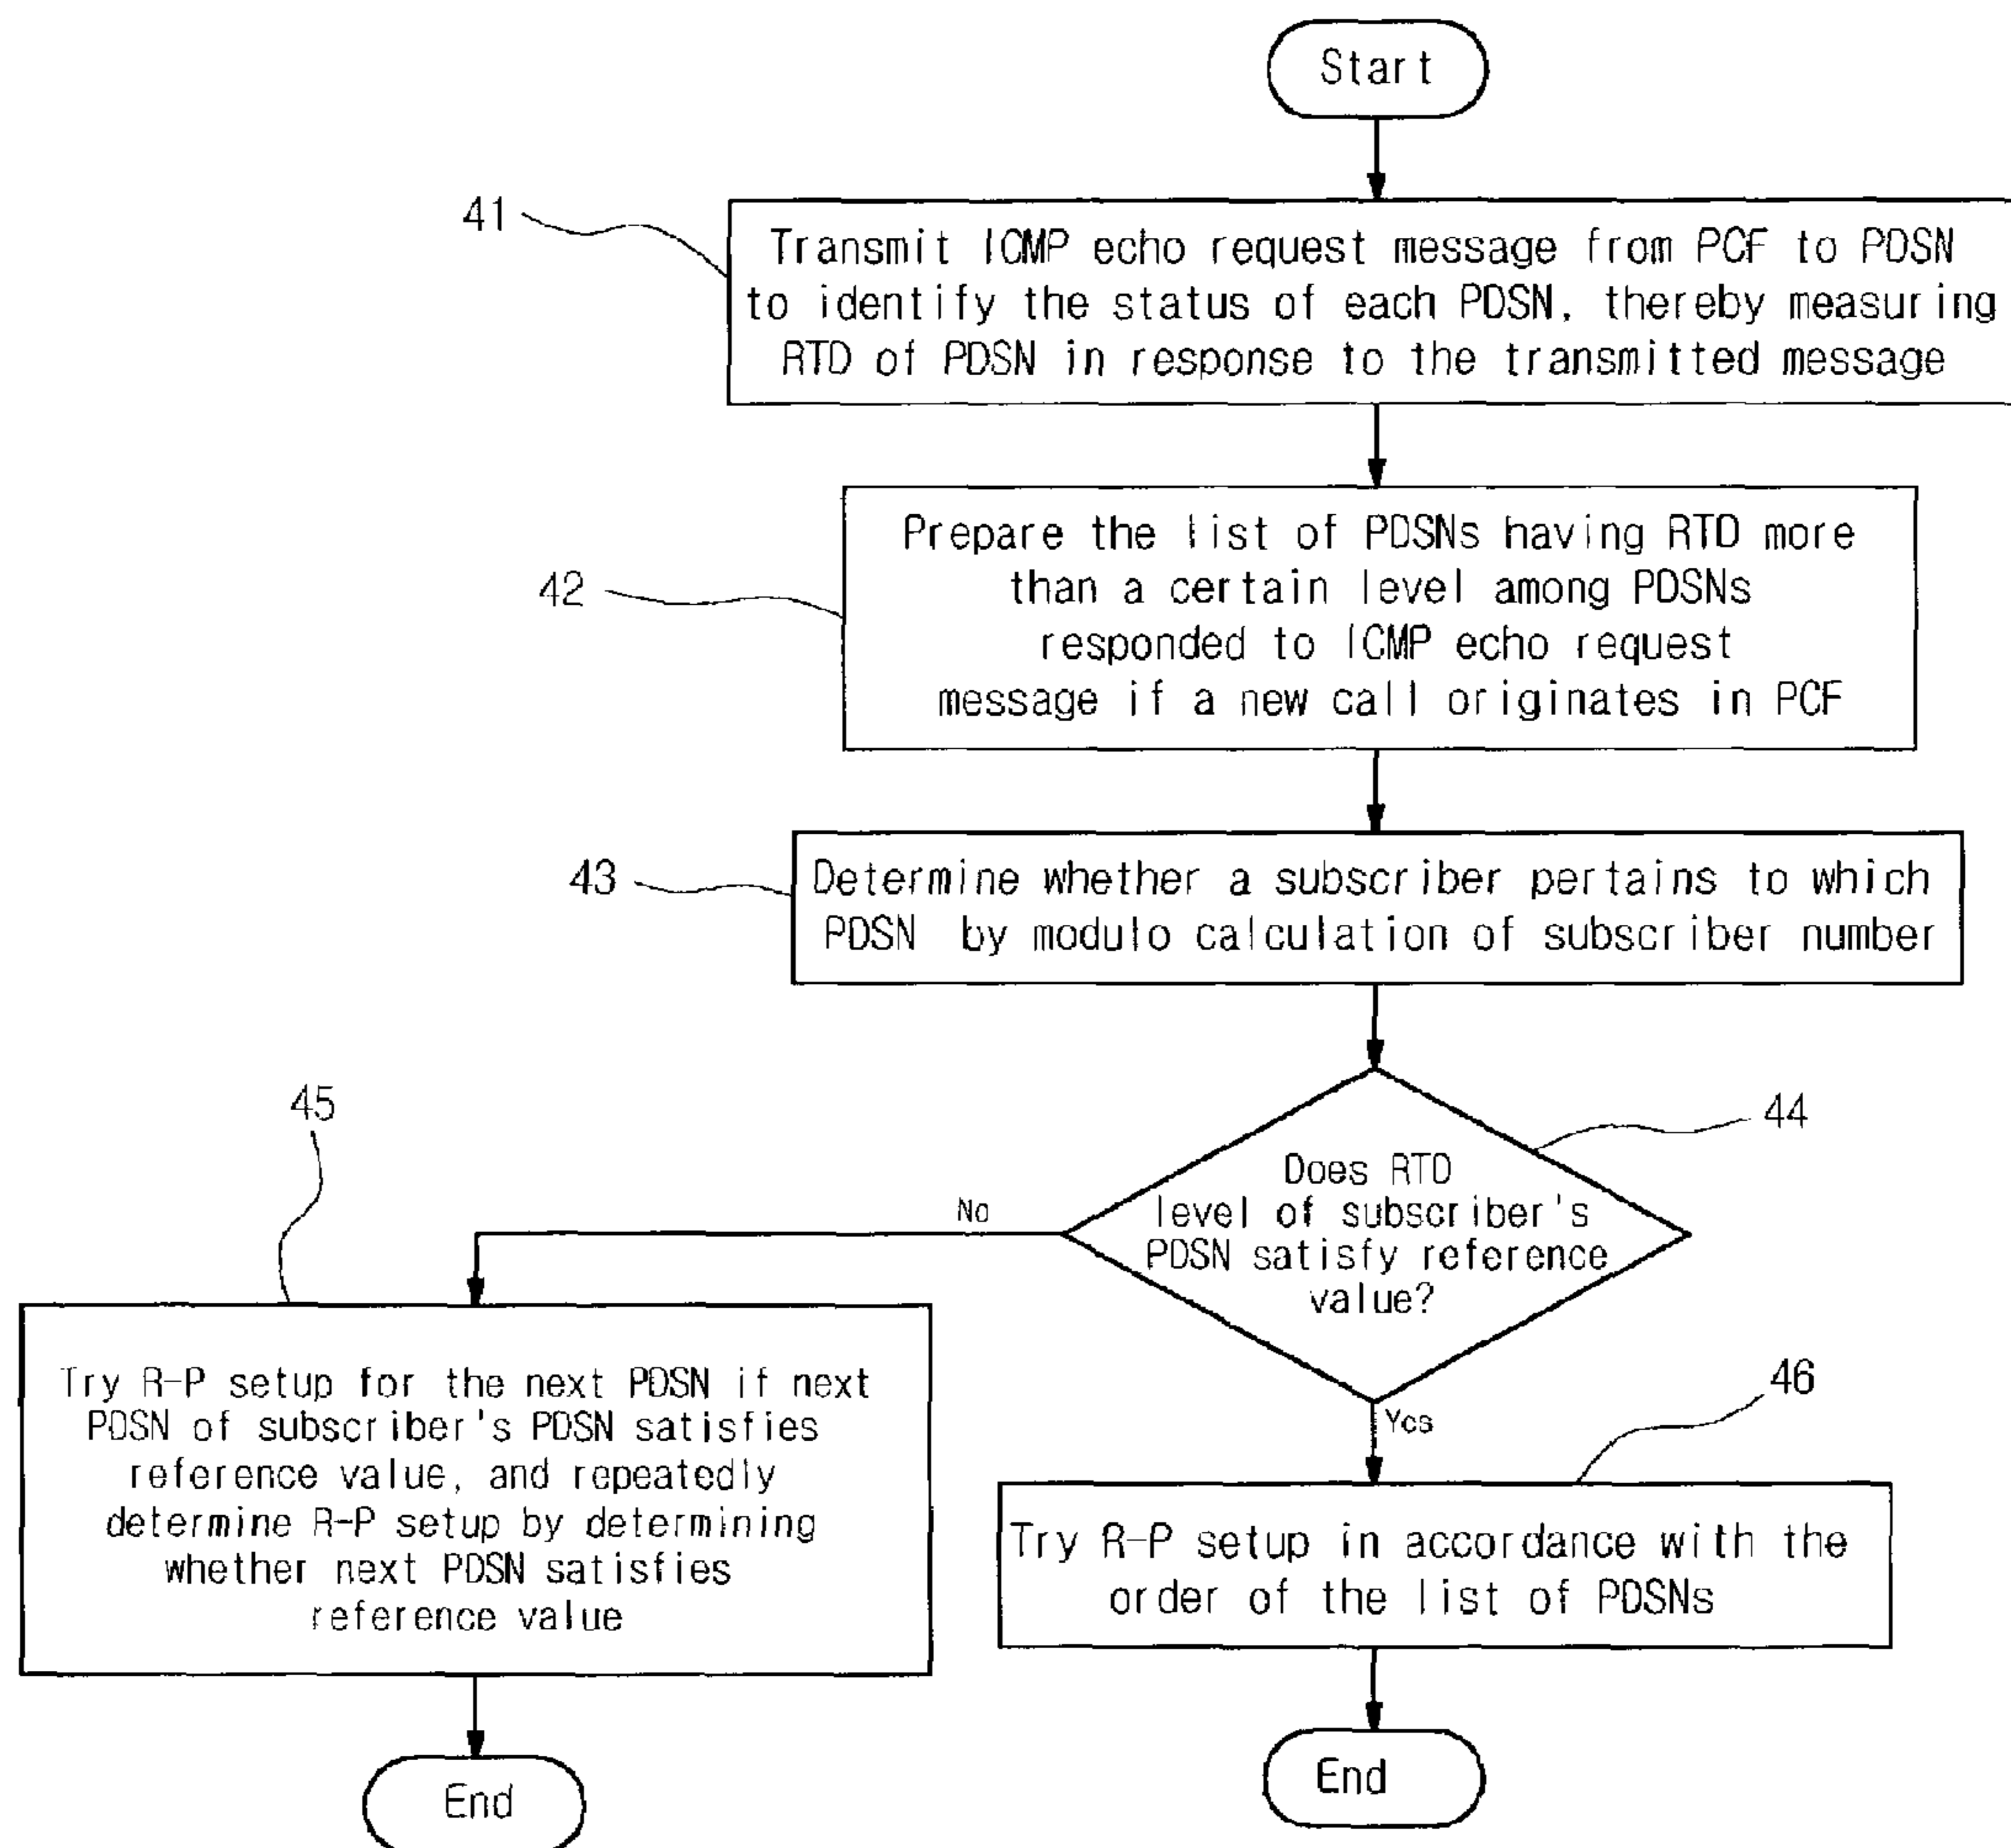 Start
41
Transmit ICMP echo request message from PCF to PDSN
to identify the status of each PDSN, thereby measuring
RTD of PDSN in response to the transmitted message
42
Prepare the list of PDSNs having RTD more
than a certain level among PDSNs
responded to ICMP echo request
message if a new call originates in PCF
43
Determine whether a subscriber pertains to which
PDSN by modulo calculation of subscriber number
44
Does RTD
level of subscriber's
PDSN satisfy reference
value?
No
Yes
45
Try R-P setup for the next PDSN if next
PDSN of subscriber's PDSN satisfies
reference value, and repeatedly
determine R-P setup by determining
whether next PDSN satisfies
reference value
46
Try R-P setup in accordance with the
order of the list of PDSNs
End
End